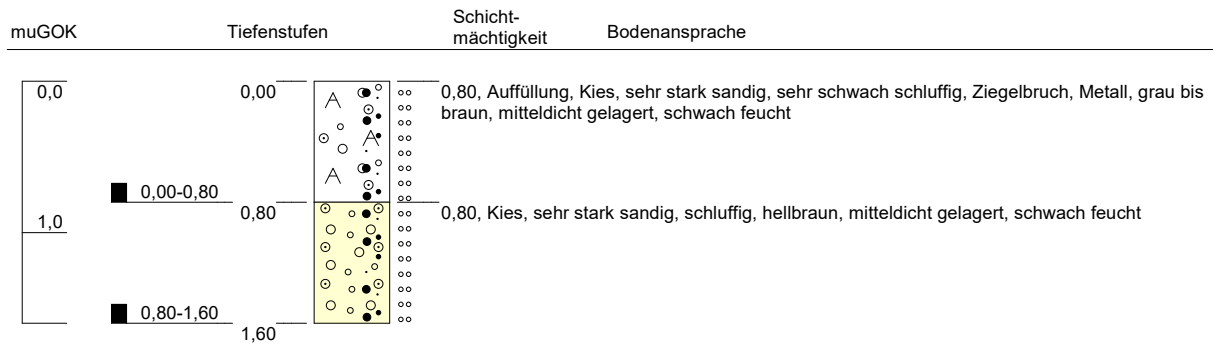 muGOK Tiefenstufen Schicht-
mächtigkeit Bodenansprache
0,0 0,00 0,80, Auffüllung, Kies, sehr stark sandig, sehr schwach schluffig, Ziegelbruch, Metall, grau bis
braun, mitteldicht gelagert, schwach feucht
A
A
A
0,00-0,80
0,80 0,80, Kies, sehr stark sandig, schluffig, hellbraun, mitteldicht gelagert, schwach feucht
1,0
0,80-1,60
1,60